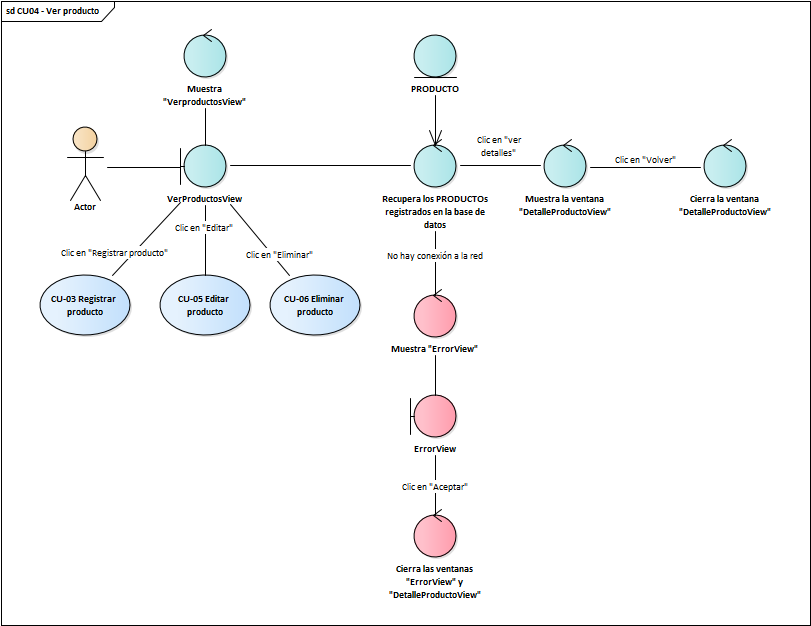 sd CU04 - Ver producto
Muestra
"VerproductosView"
PRODUCTO
Actor
VerProductosView
Recupera los PRODUCTOs
registrados en la base de
datos
Clic en "ver
detalles"
Muestra la ventana
"DetalleProductoView"
Clic en "Volver"
Cierra la ventana
"DetalleProductoView"
Clic en "Registrar producto"
Clic en "Editar"
Clic en "Eliminar"
No hay conexión a la red
CU-03 Registrar
producto
CU-05 Editar
producto
CU-06 Eliminar
producto
Muestra "ErrorView"
ErrorView
Clic en "Aceptar"
Cierra las ventanas
"ErrorView" y
"DetalleProductoView"